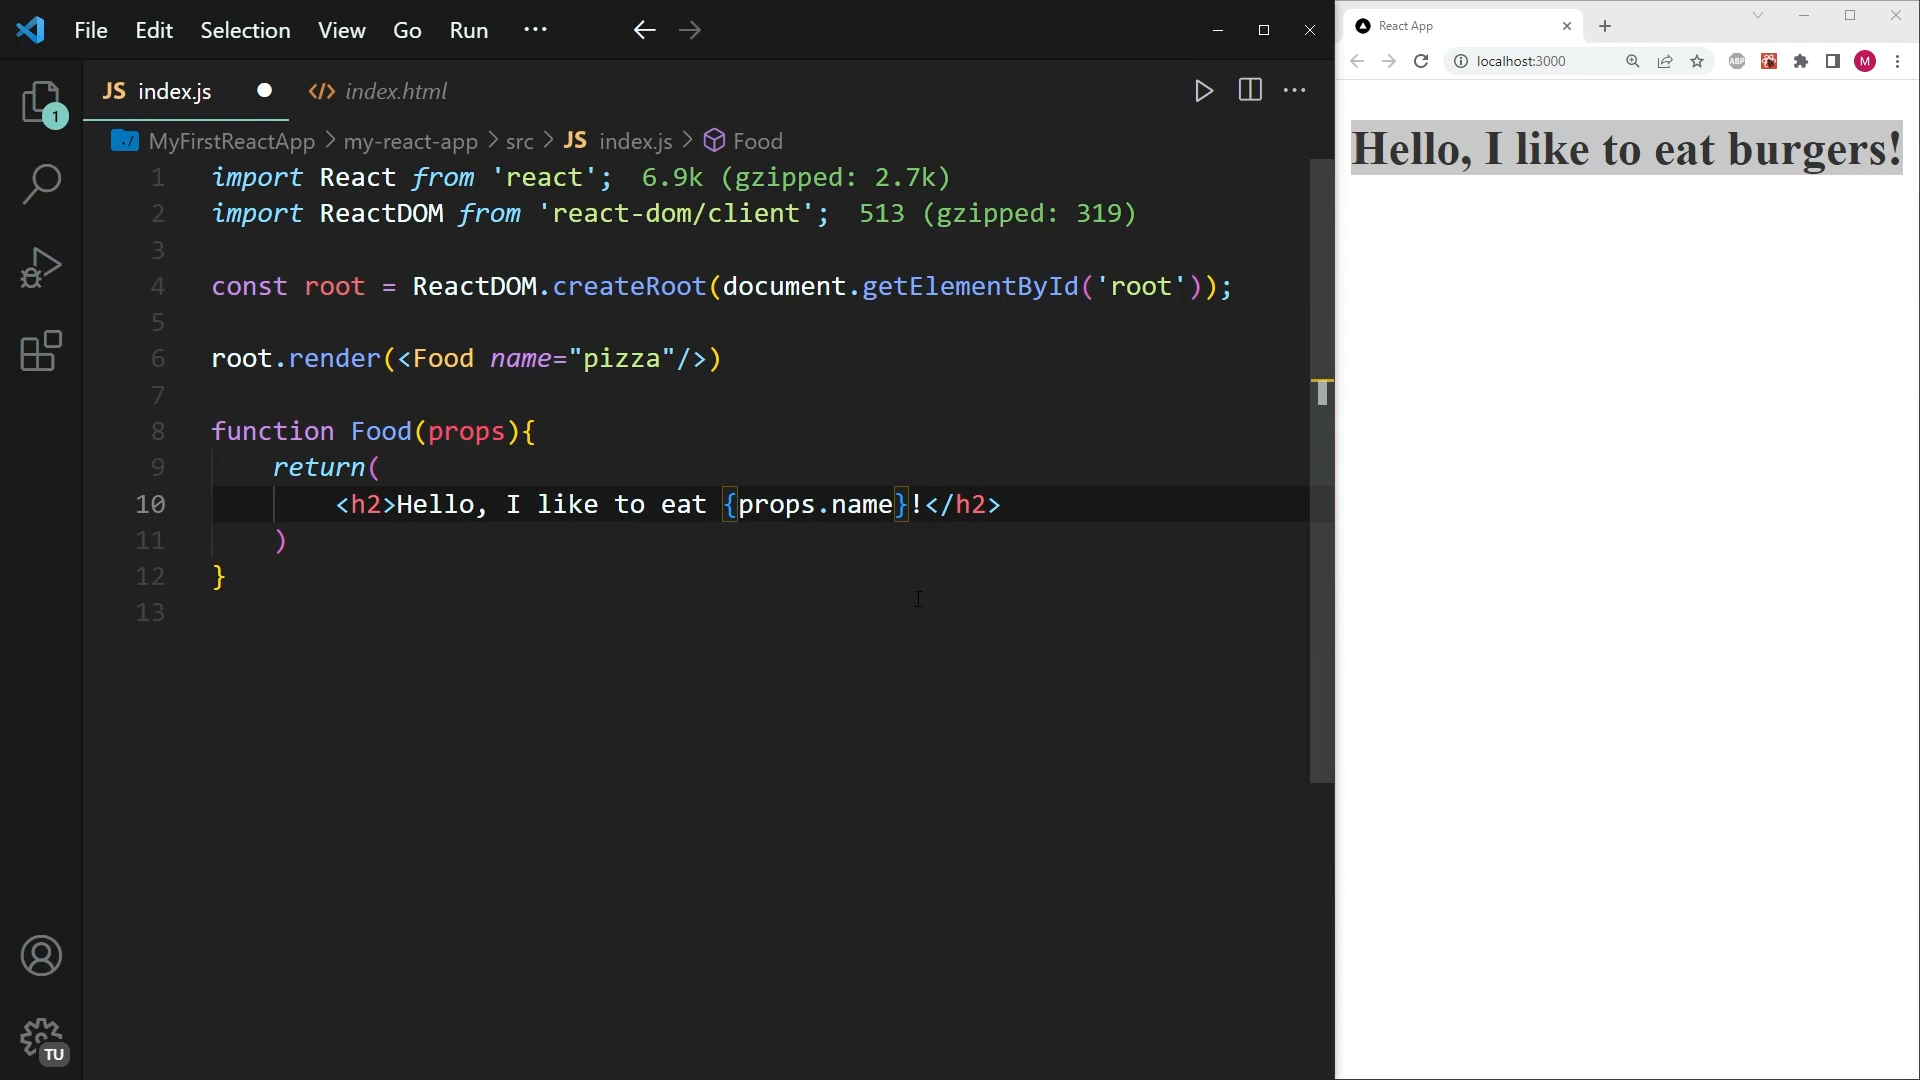 File Edit Selection View Go Run ···
JS index.js index.html
1
MyFirstReactApp > my-react-app > src > JS index.js > Food
1 import React from 'react'; 6.9k (gzipped: 2.7k)
2 import ReactDOM from 'react-dom/client'; 513 (gzipped: 319)
3
4 const root = ReactDOM.createRoot(document.getElementById('root'));
5
6 root.render(<Food name="pizza"/>)
7
8 function Food(props){
9 return(
10 <h2>Hello, I like to eat {props.name}!</h2>
11 )
12 }
13
TU
React App
localhost:3000
ABP
M
Hello, I like to eat burgers!